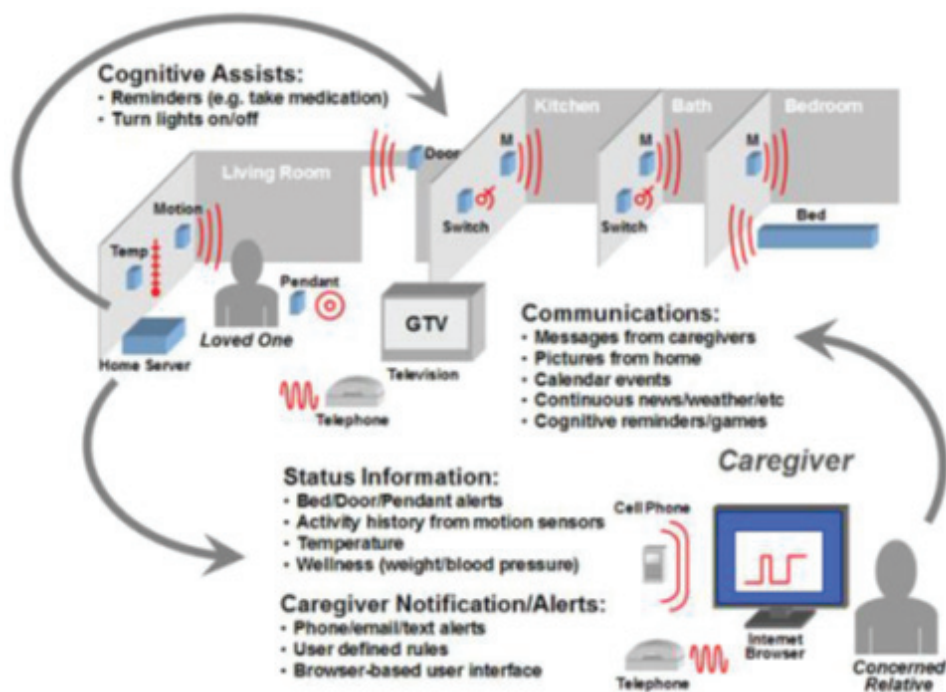 Cognitive Assists:
• Reminders (e.g. take medication)
• Turn lights on/off
Kitchen
Bath
Bedroom
Living Room
Door
M
M
M
Motion
Switch
Switch
Bed
Temp
Pendant
GTV
Loved One
Home Server
Television
Telephone
Communications:
• Messages from caregivers
• Pictures from home
• Calendar events
• Continuous news/weather/etc
• Cognitive reminders/games
Caregiver
Status Information:
• Bed/Door/Pendant alerts
• Activity history from motion sensors
• Temperature
• Wellness (weight/blood pressure)
Cell Phone
Caregiver Notification/Alerts:
• Phone/email/text alerts
• User defined rules
• Browser-based user interface
Telephone
Internet
Browser
Concerned
Relative